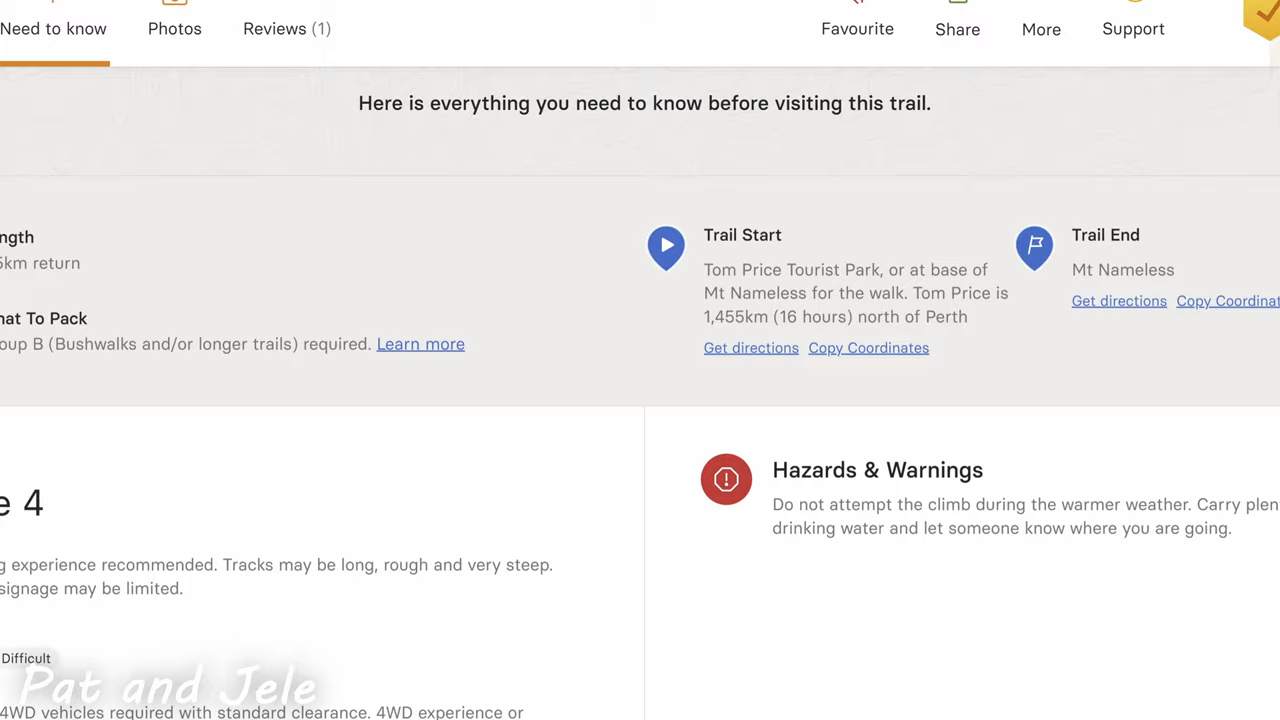 Need to know
Photos
Reviews (1)
Favourite
Share
More
Support
Here is everything you need to know before visiting this trail.
ngth
5km return
hat To Pack
oup B (Bushwalks and/or longer trails) required. Learn more
Trail Start
Tom Price Tourist Park, or at base of
Mt Nameless for the walk. Tom Price is
1,455km (16 hours) north of Perth
Get directions Copy Coordinates
Trail End
Mt Nameless
Get directions Copy Coordinat
e 4
g experience recommended. Tracks may be long, rough and very steep.
signage may be limited.
Difficult
4WD vehicles required with standard clearance. 4WD experience or
Hazards & Warnings
Do not attempt the climb during the warmer weather. Carry plen
drinking water and let someone know where you are going.
Pat and Jele